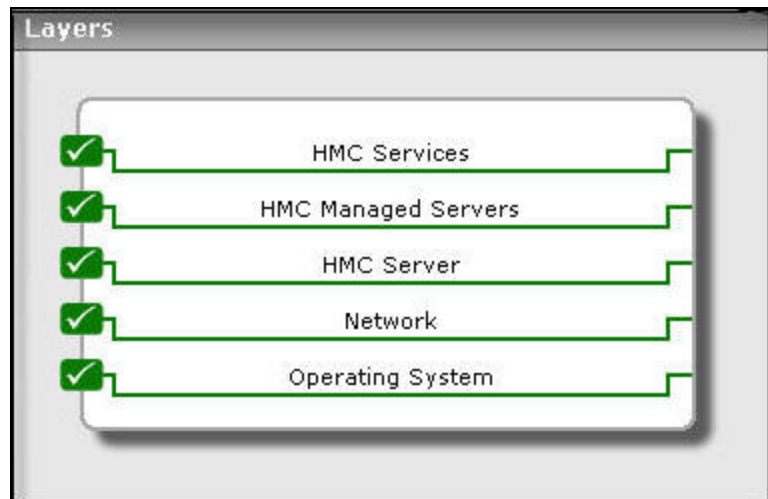 Layers
HMC Services
HMC Managed Servers
HMC Server
Network
Operating System